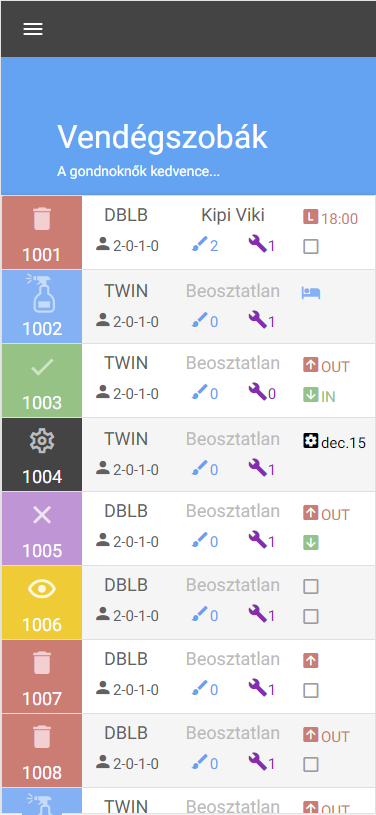 Vendégszobák
A gondnoknők kedvence...
DBLB Kipi Viki L 18:00
1001 2-0-1-0 2 1
TWIN Beosztatlan
1002 2-0-1-0 0 1
TWIN Beosztatlan OUT
1003 2-0-1-0 0 0 IN
TWIN Beosztatlan dec.15
1004 2-0-1-0 0 1
DBLB Beosztatlan OUT
1005 2-0-1-0 0 1
DBLB Beosztatlan
1006 2-0-1-0 0 1
DBLB Beosztatlan
1007 2-0-1-0 0 1
DBLB Beosztatlan OUT
1008 2-0-1-0 0 1
TWIN Beosztatlan OUT